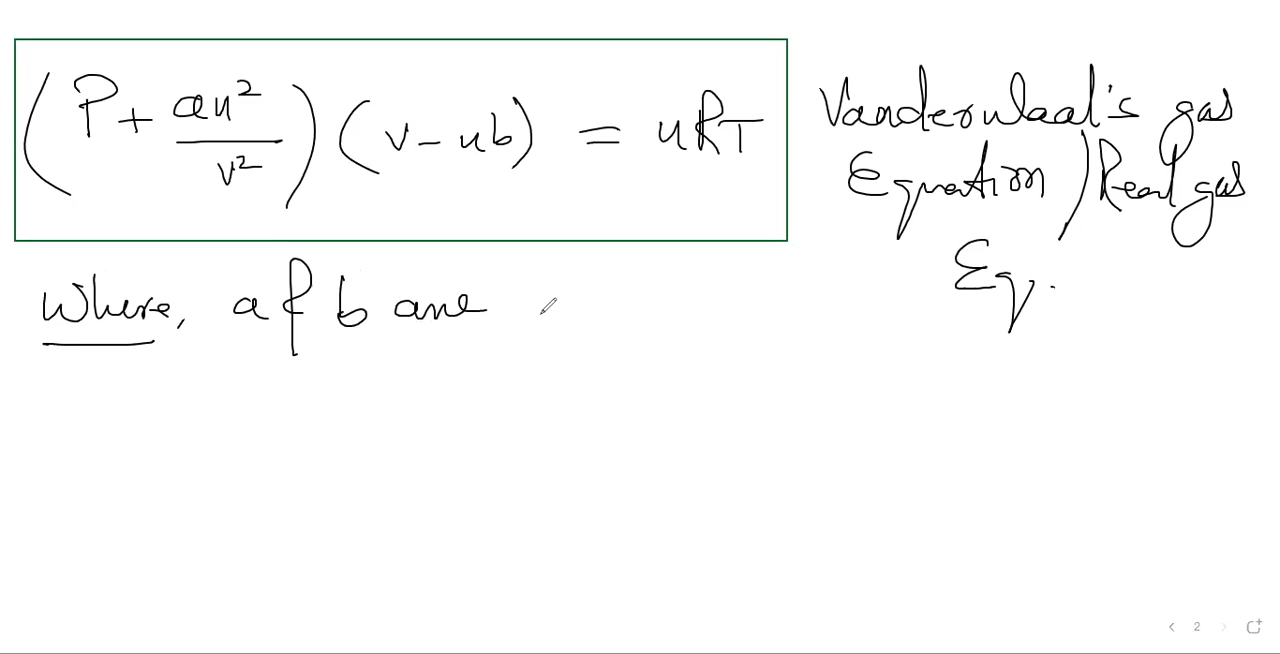 (P + an²/v²) (v - nb) = nRT
Vanderwaal's gas
Equation / Real gas
Eq.
Where, a & b are
2